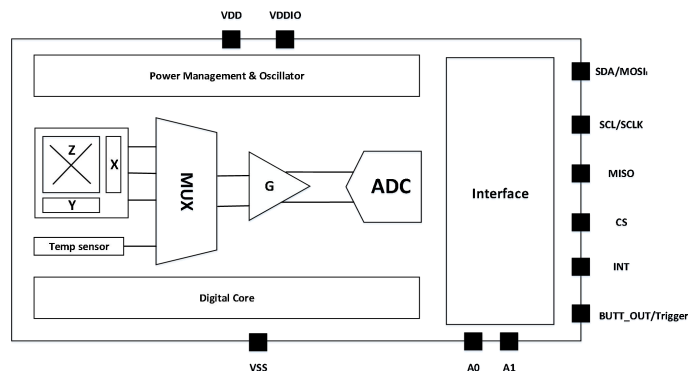 VDD VDDIO
Power Management & Oscillator
SDA/MOSI
SCL/SCLK
Z
X
MUX
G
ADC
MISO
Interface
Y
CS
Temp sensor
INT
Digital Core
BUTT_OUT/Trigger
VSS
A0 A1